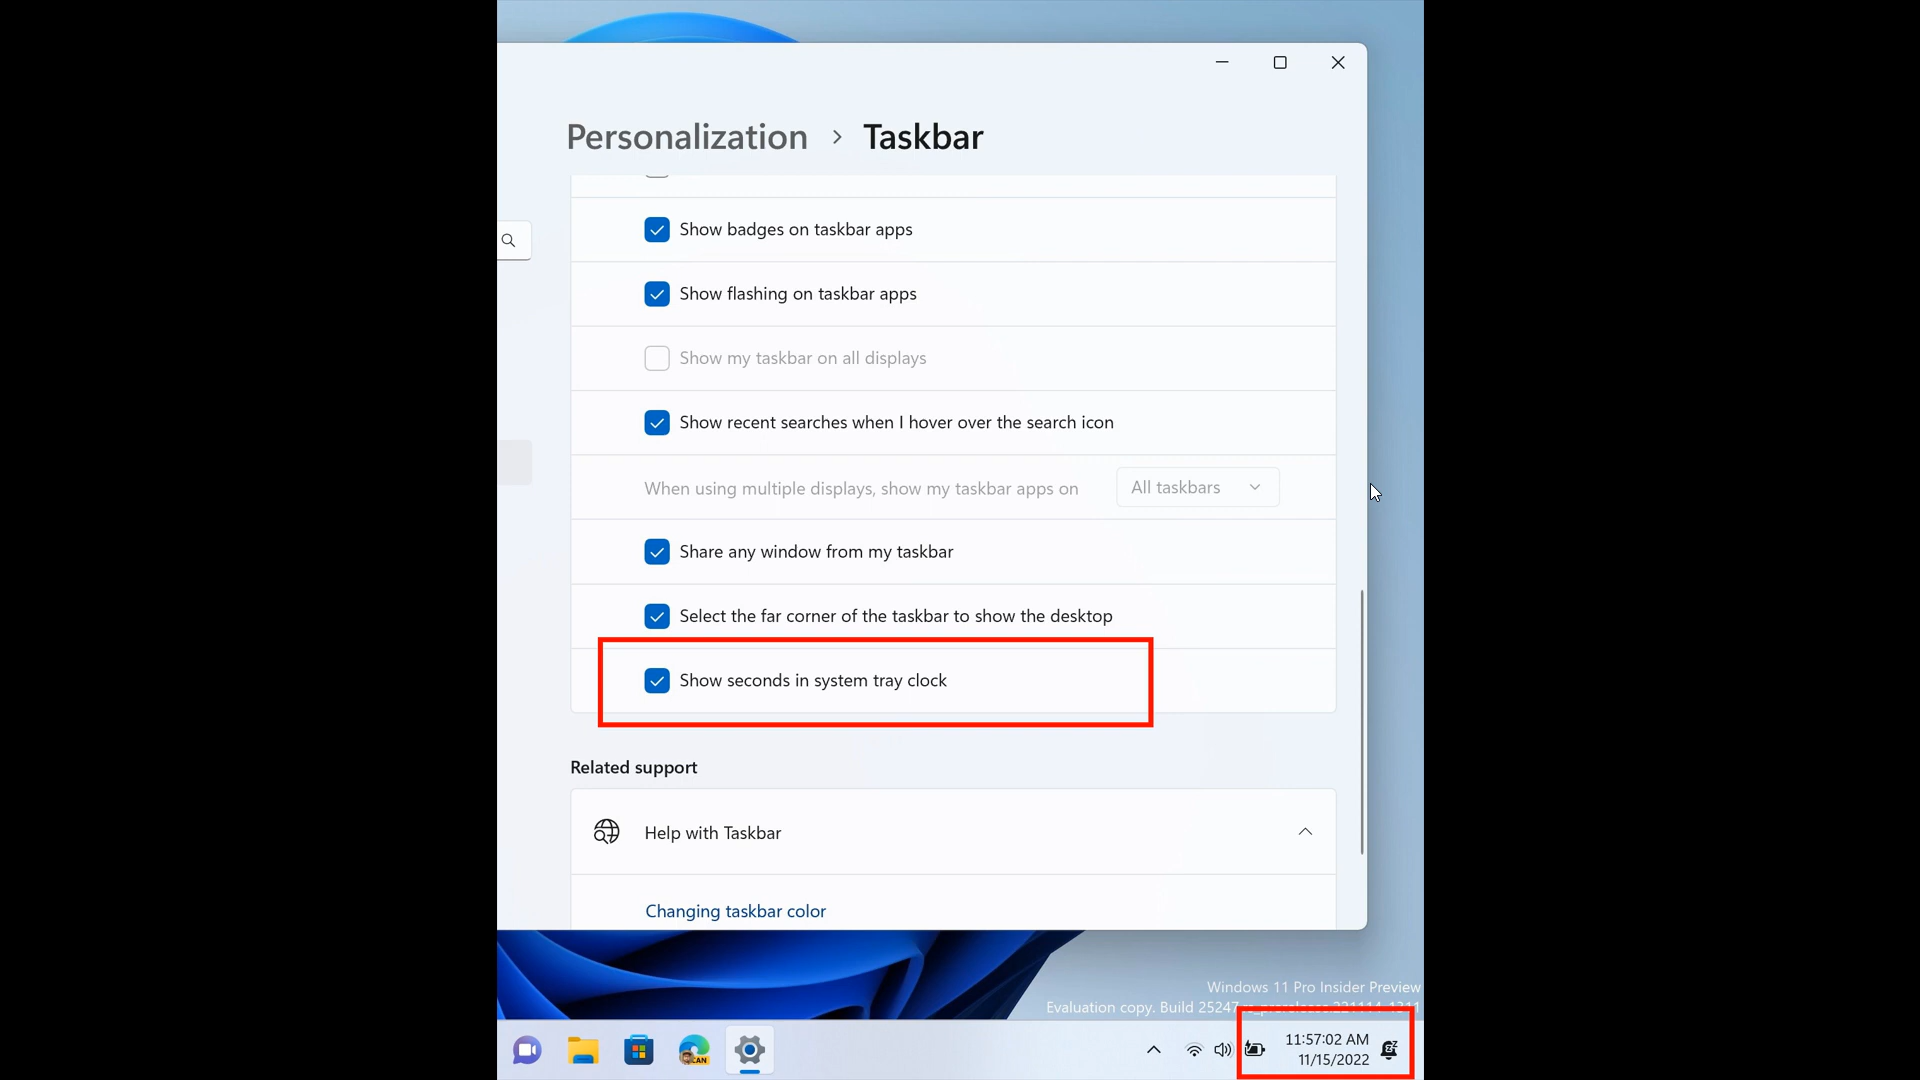 Personalization > Taskbar
Show badges on taskbar apps
Show flashing on taskbar apps
Show my taskbar on all displays
Show recent searches when I hover over the search icon
When using multiple displays, show my taskbar apps on All taskbars
Share any window from my taskbar
Select the far corner of the taskbar to show the desktop
Show seconds in system tray clock
Related support
Help with Taskbar
Changing taskbar color
Windows 11 Pro Insider Preview
Evaluation copy. Build 25247
CAN
11:57:02 AM
11/15/2022